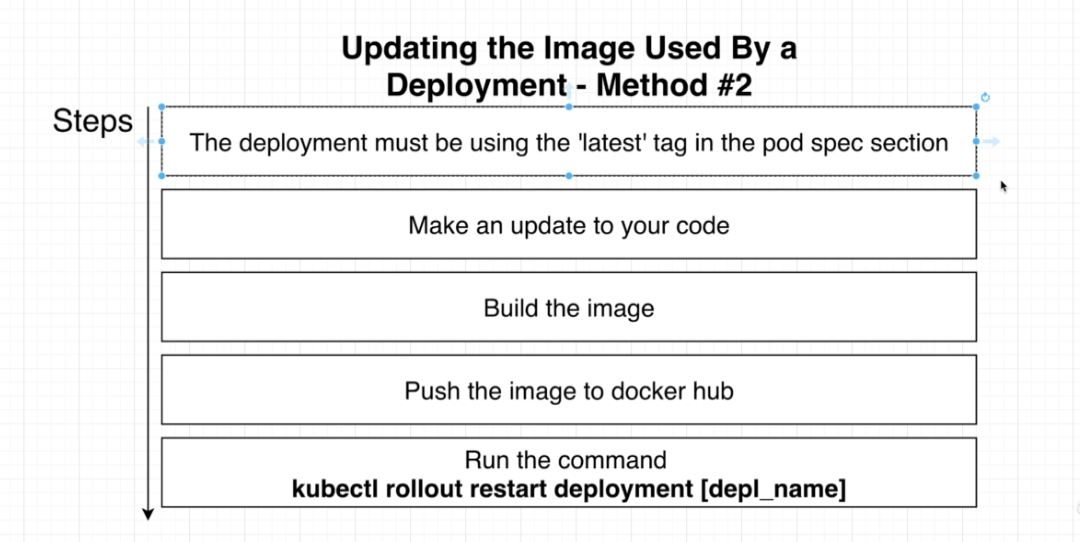 Updating the Image Used By a
Deployment - Method #2
Steps
The deployment must be using the 'latest' tag in the pod spec section
Make an update to your code
Build the image
Push the image to docker hub
Run the command
kubectl rollout restart deployment [depl_name]